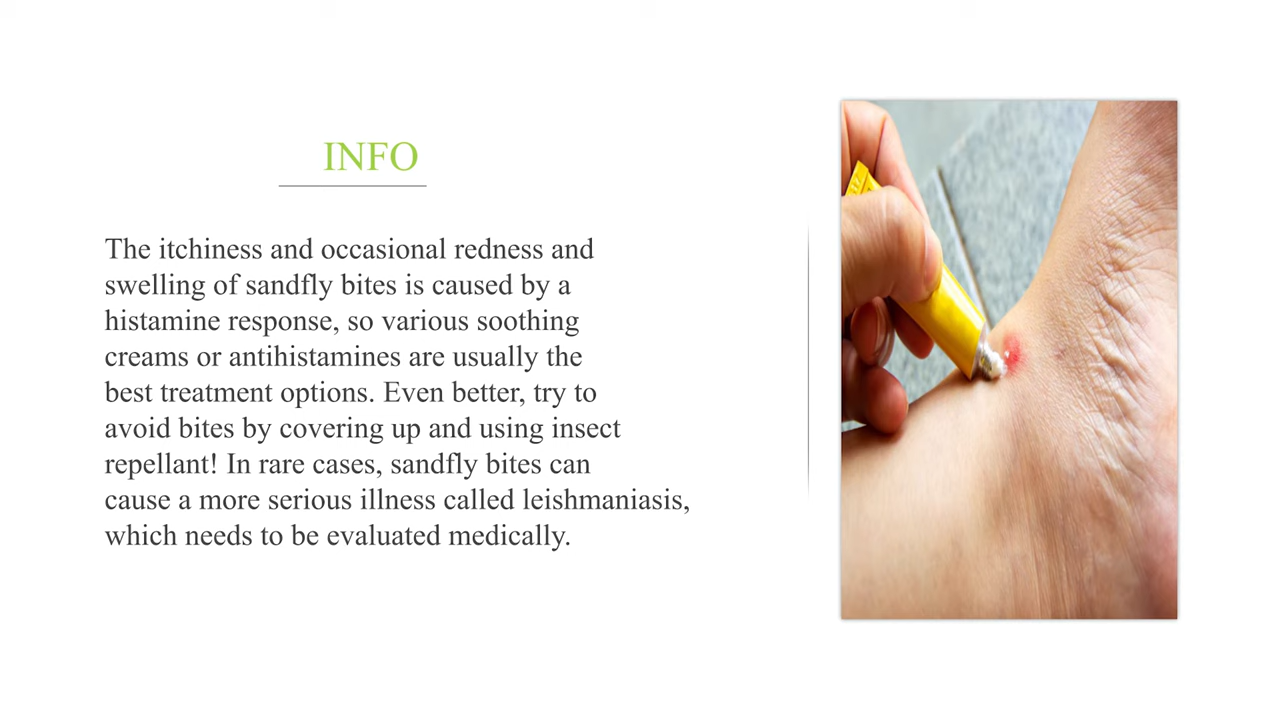 INFO
The itchiness and occasional redness and
swelling of sandfly bites is caused by a
histamine response, so various soothing
creams or antihistamines are usually the
best treatment options. Even better, try to
avoid bites by covering up and using insect
repellant! In rare cases, sandfly bites can
cause a more serious illness called leishmaniasis,
which needs to be evaluated medically.